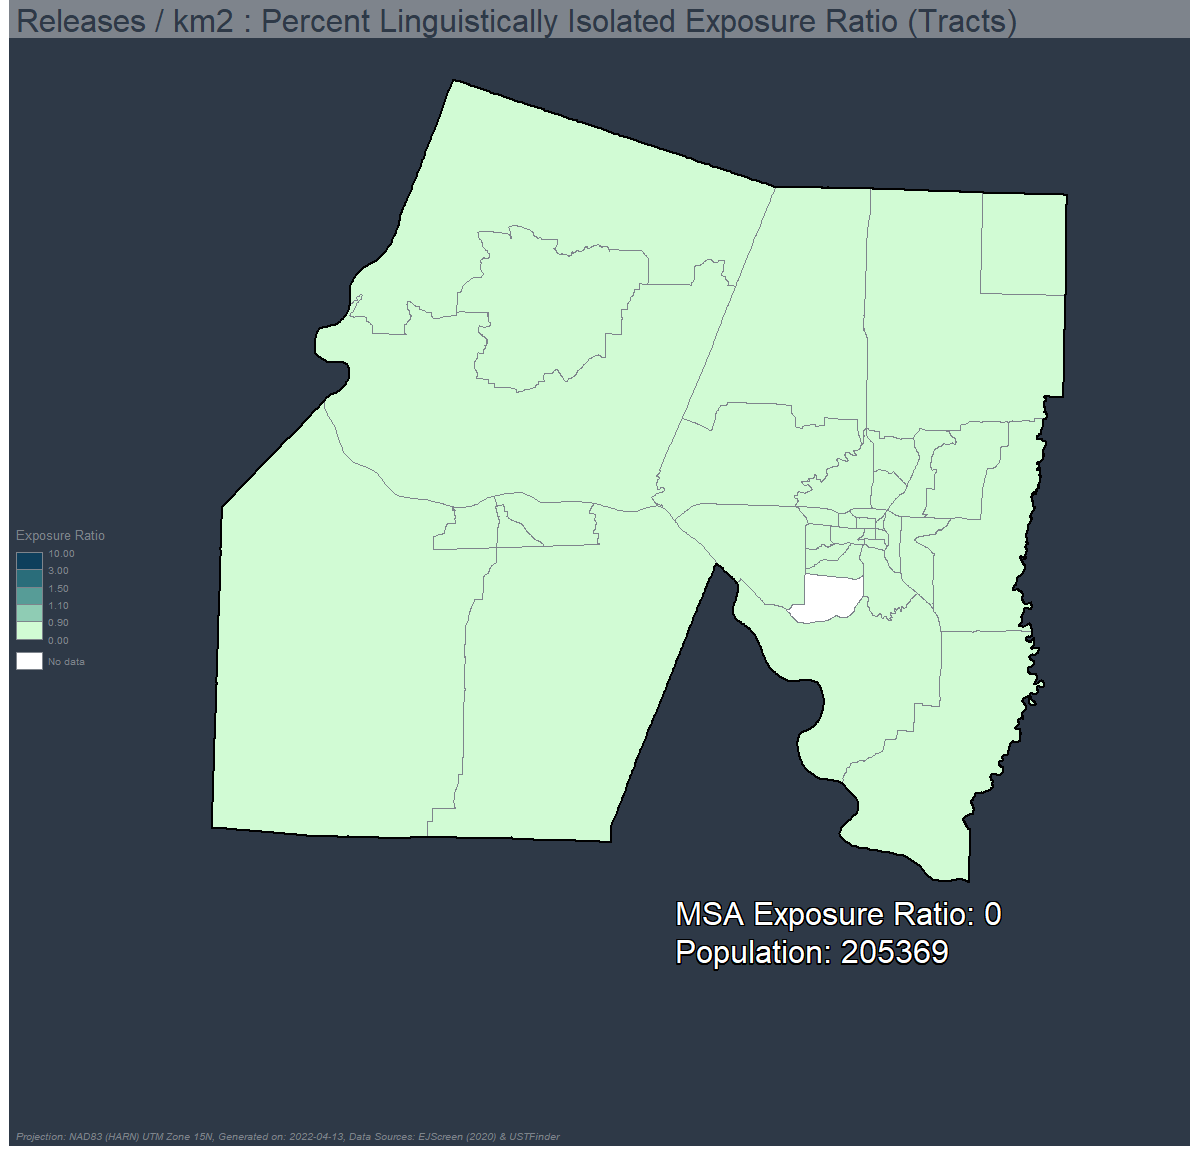 Releases / km2 : Percent Linguistically Isolated Exposure Ratio (Tracts)
Exposure Ratio
10.00
3.00
1.50
1.10
0.90
0.00
No data
MSA Exposure Ratio: 0
Population: 205369
Projection: NAD83 (HARN) UTM Zone 15N, Generated on: 2022-04-13, Data Sources: EJScreen (2020) & USTFinder